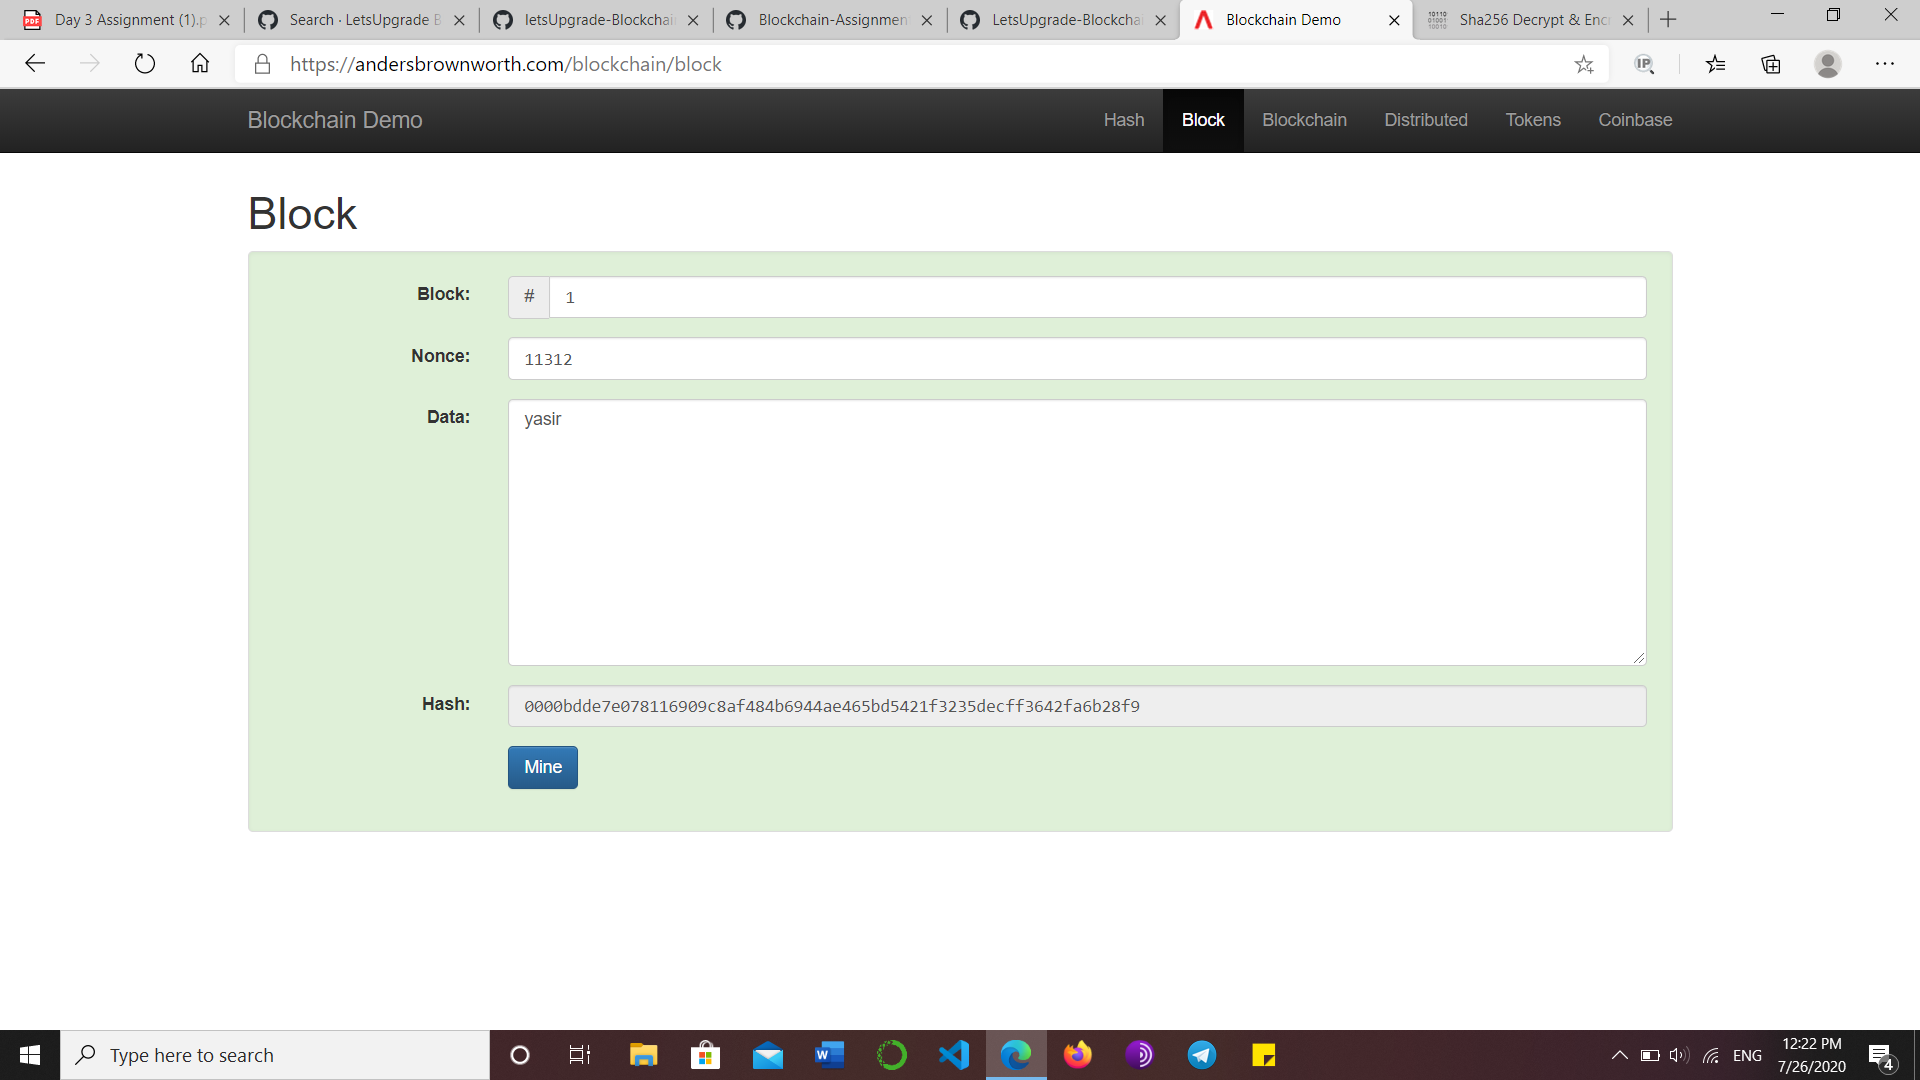 Day 3 Assignment (1).p
Search · LetsUpgrade B
letsUpgrade-Blockchai
Blockchain-Assignmen
LetsUpgrade-Blockcha
Blockchain Demo
Sha256 Decrypt & Enc
https://andersbrownworth.com/blockchain/block
Blockchain Demo
Hash
Block
Blockchain
Distributed
Tokens
Coinbase
Block
Block:
# 1
Nonce:
11312
Data:
yasir
Hash:
0000bdde7e078116909c8af484b6944ae465bd5421f3235decff3642fa6b28f9
Mine
Type here to search
ENG
12:22 PM
7/26/2020
4